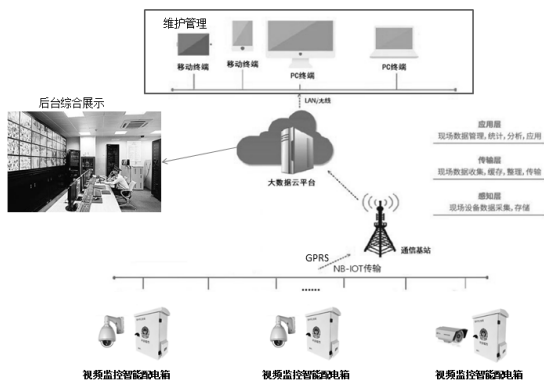 维护管理
移动终端
移动终端
PC终端
PC终端
LAN/无线
后台综合展示
大数据云平台
应用层
现场数据管理,统计,分析,应用
传输层
现场数据收集,缓存,整理,传输
感知层
现场设备数据采集,存储
通信基站
GPRS
NB-IOT传输
......
视频监控智能配电箱
视频监控智能配电箱
视频监控智能配电箱